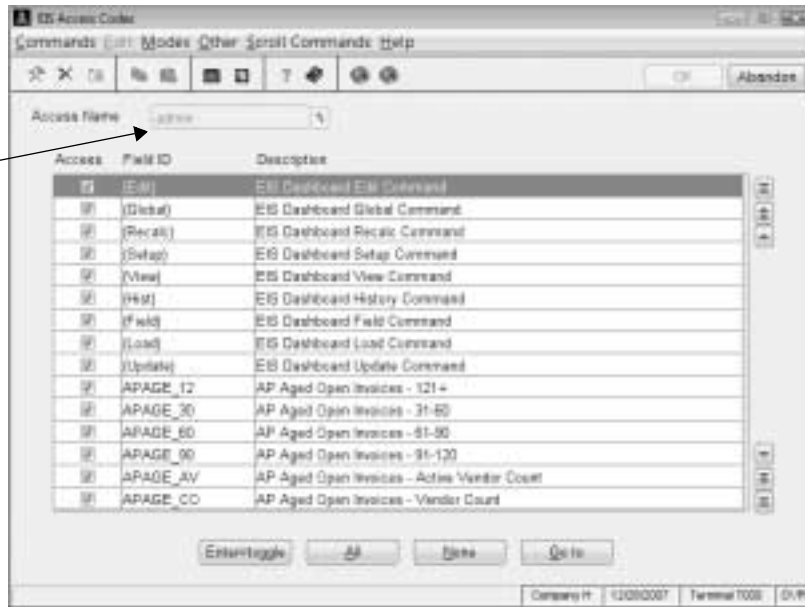 EIS Access Codes
Commands Edit Modes Other Scroll Commands Help
OK Abandon
Access Name admin
Access Field ID Description
(Edit) EIS Dashboard Edit Command
(Global) EIS Dashboard Global Command
(Recalc) EIS Dashboard Recalc Command
(Setup) EIS Dashboard Setup Command
(View) EIS Dashboard View Command
(Hist) EIS Dashboard History Command
(Field) EIS Dashboard Field Command
(Load) EIS Dashboard Load Command
(Update) EIS Dashboard Update Command
APAGE_12 AP Aged Open Invoices - 121+
APAGE_30 AP Aged Open Invoices - 31-60
APAGE_60 AP Aged Open Invoices - 61-90
APAGE_90 AP Aged Open Invoices - 91-120
APAGE_AV AP Aged Open Invoices - Active Vendor Count
APAGE_CO AP Aged Open Invoices - Vendor Count
Enter=toggle All None Go to
Company H 12/28/2007 Terminal T000 OVR